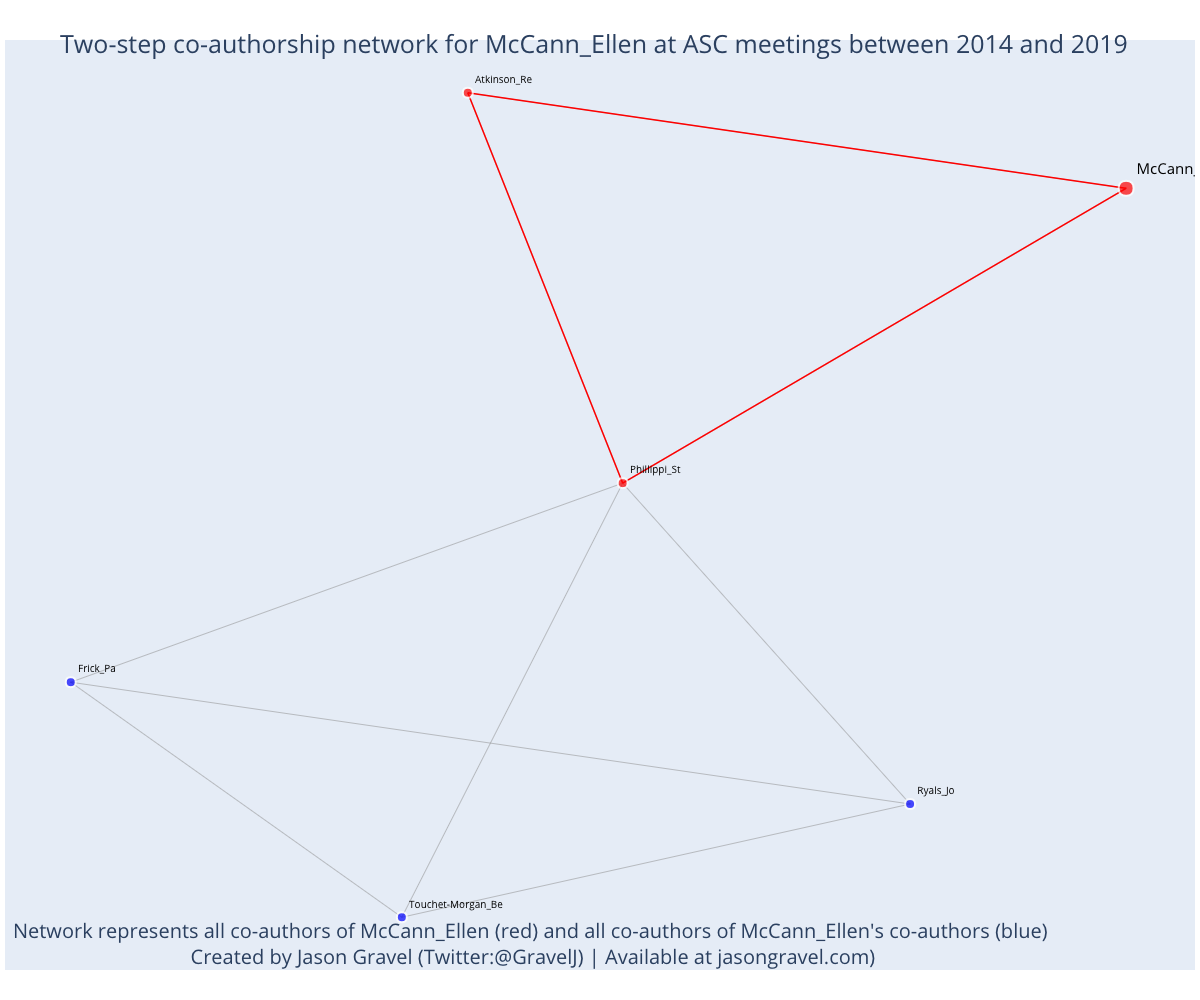 Two-step co-authorship network for McCann_Ellen at ASC meetings between 2014 and 2019
Atkinson_Re
McCann_
Phillippi_St
Frick_Pa
Ryals_Jo
Touchet-Morgan_Be
Network represents all co-authors of McCann_Ellen (red) and all co-authors of McCann_Ellen's co-authors (blue)
Created by Jason Gravel (Twitter:@GravelJ) | Available at jasongravel.com)